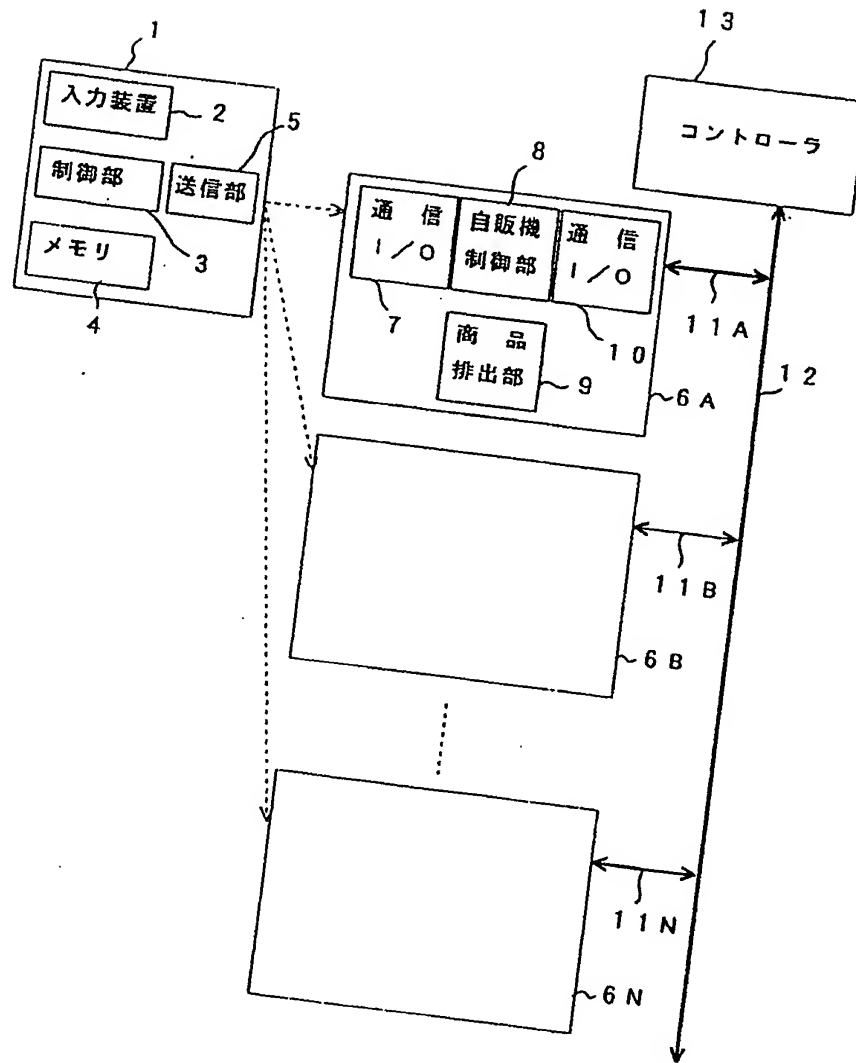 1
入力装置
2
制御部
3
メモリ
4
5
送信部
13
コントローラ
8
通信
I/O
7
自販機
制御部
通信
I/O
10
商品
排出部
9
6A
11A
12
11B
6B
11N
6N